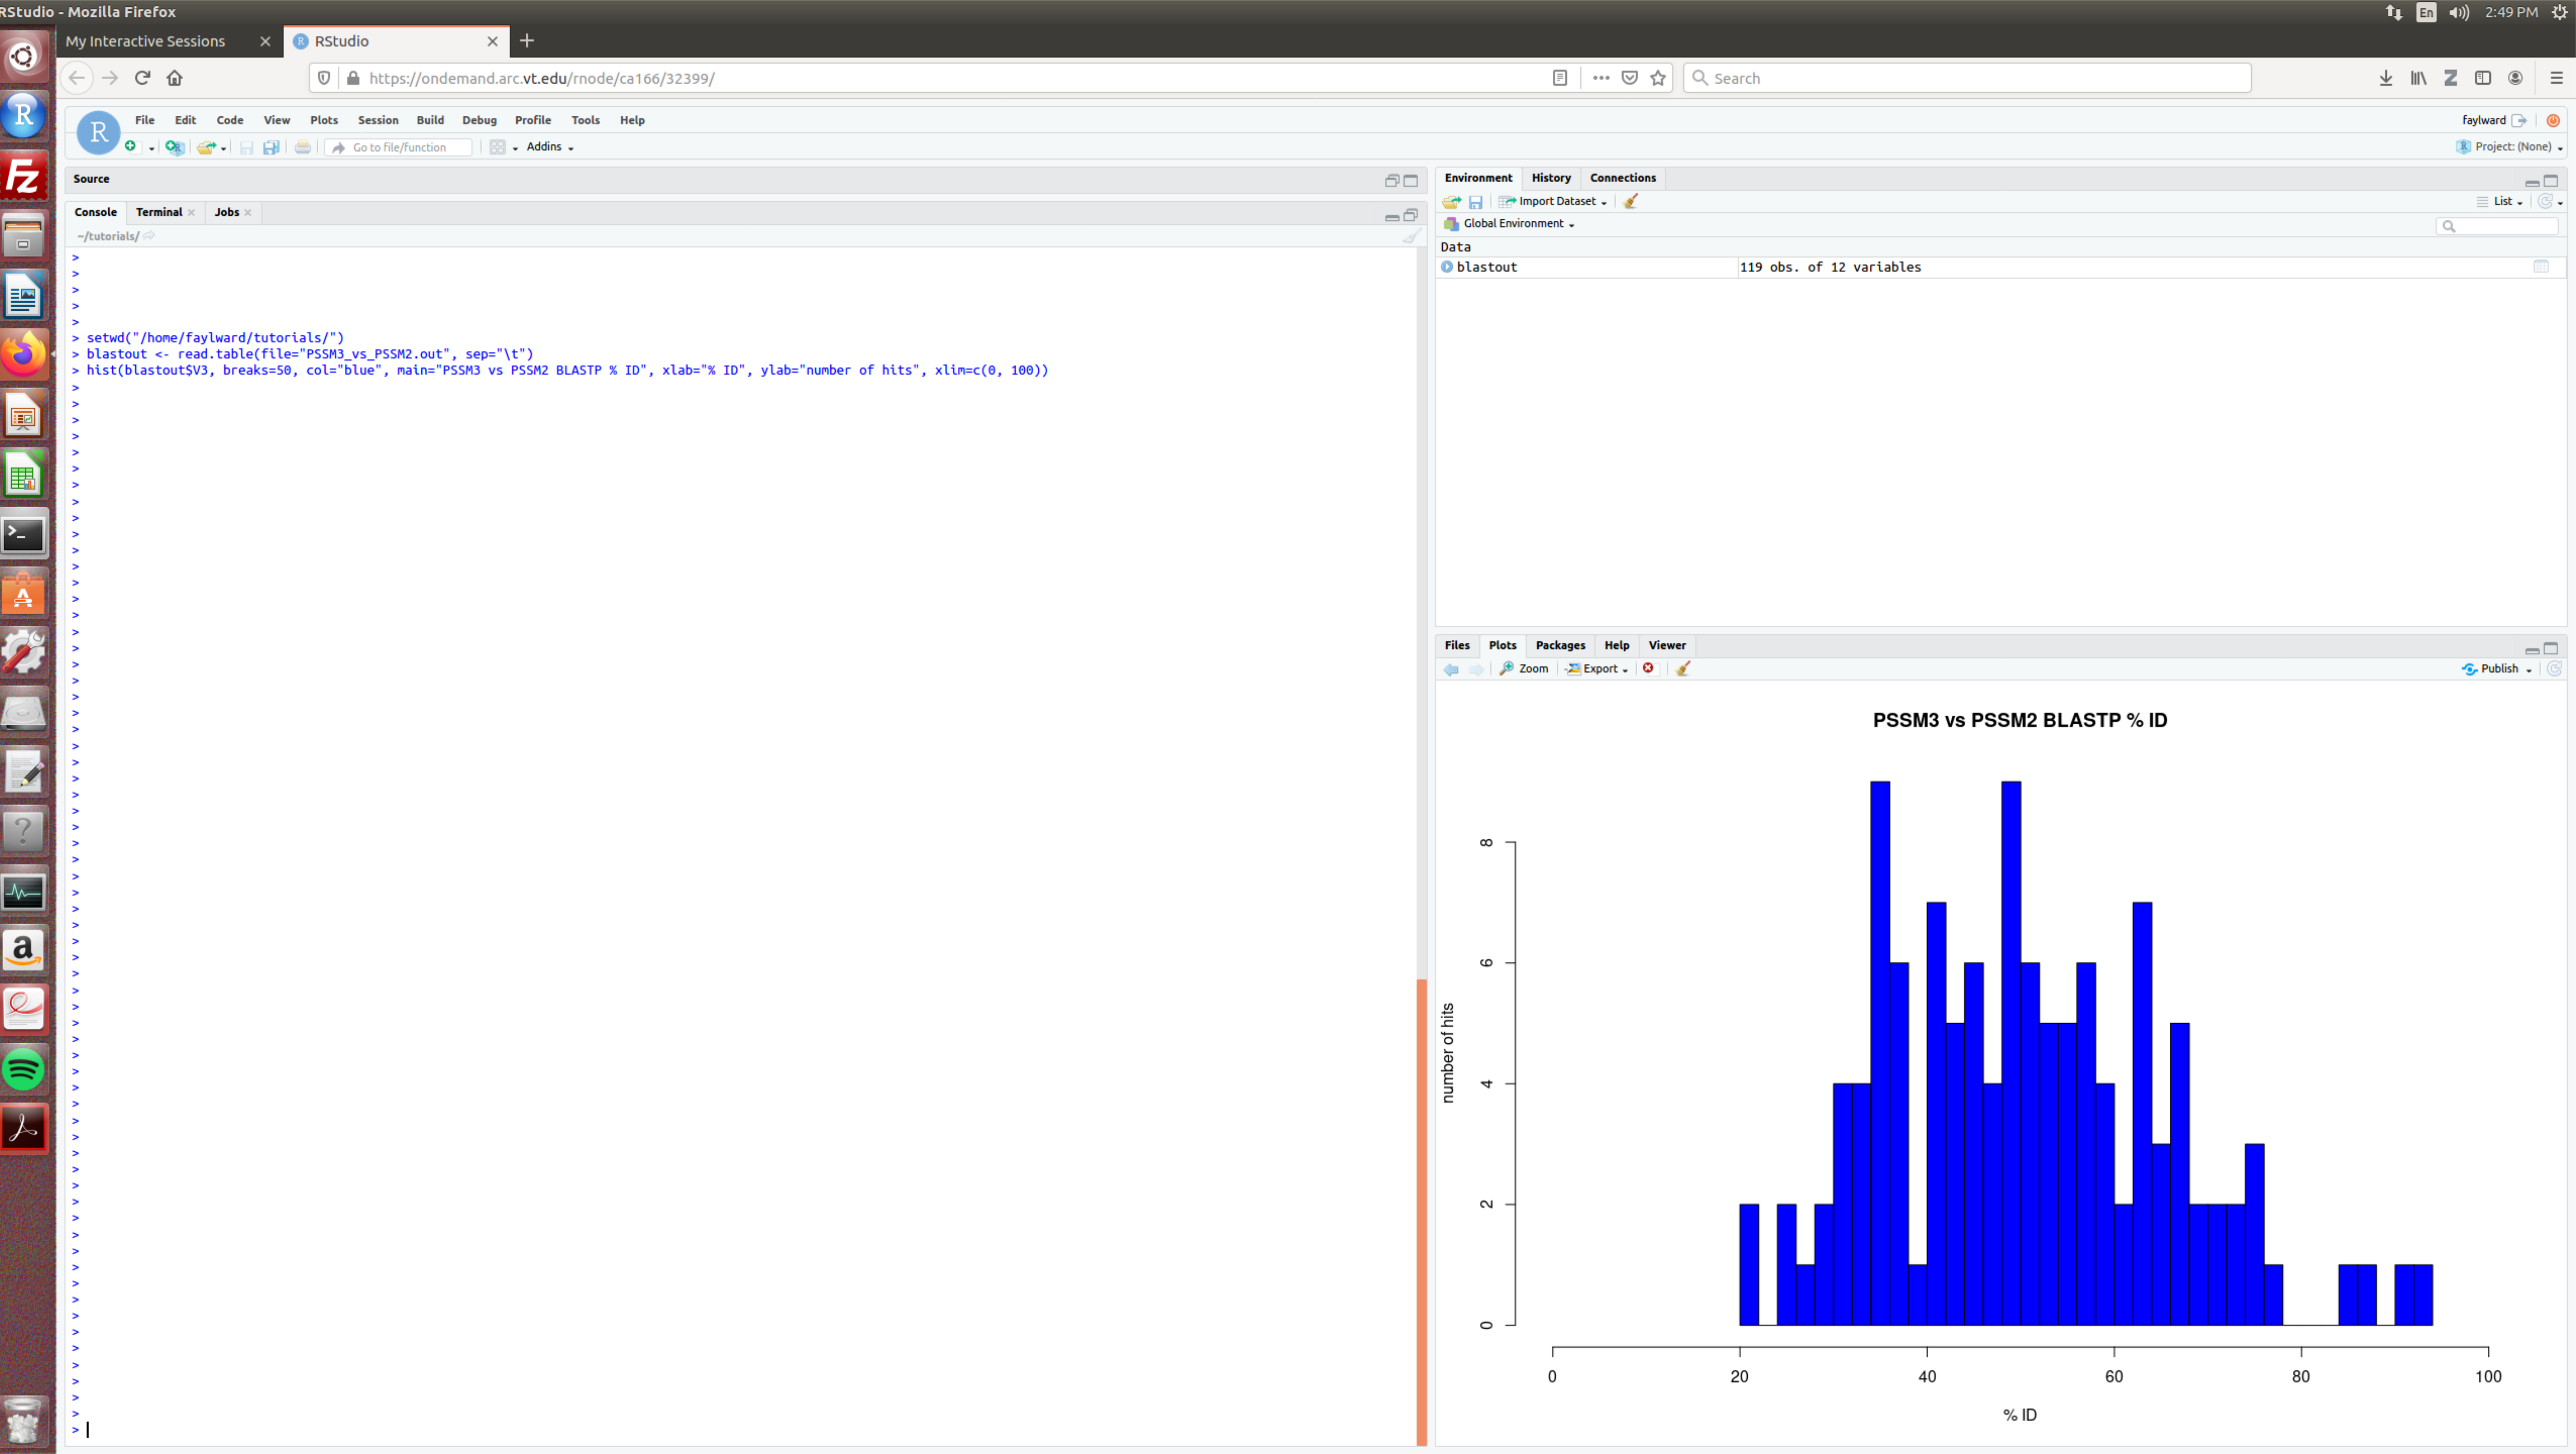 RStudio - Mozilla Firefox
En 2:49 PM
My Interactive Sessions
RStudio
https://ondemand.arc.vt.edu/rnode/ca166/32399/
Search
File Edit Code View Plots Session Build Debug Profile Tools Help
faylward
Go to file/function
Addins
Project: (None)
Source
Console Terminal Jobs
~/tutorials/
>
>
>
>
>
> setwd("/home/faylward/tutorials/")
> blastout <- read.table(file="PSSM3_vs_PSSM2.out", sep="\t")
> hist(blastout$V3, breaks=50, col="blue", main="PSSM3 vs PSSM2 BLASTP % ID", xlab="% ID", ylab="number of hits", xlim=c(0, 100))
>
Environment History Connections
Import Dataset
List
Global Environment
Data
blastout 119 obs. of 12 variables
Files Plots Packages Help Viewer
Zoom Export
Publish
PSSM3 vs PSSM2 BLASTP % ID
number of hits
8
6
4
2
0
0 20 40 60 80 100
% ID